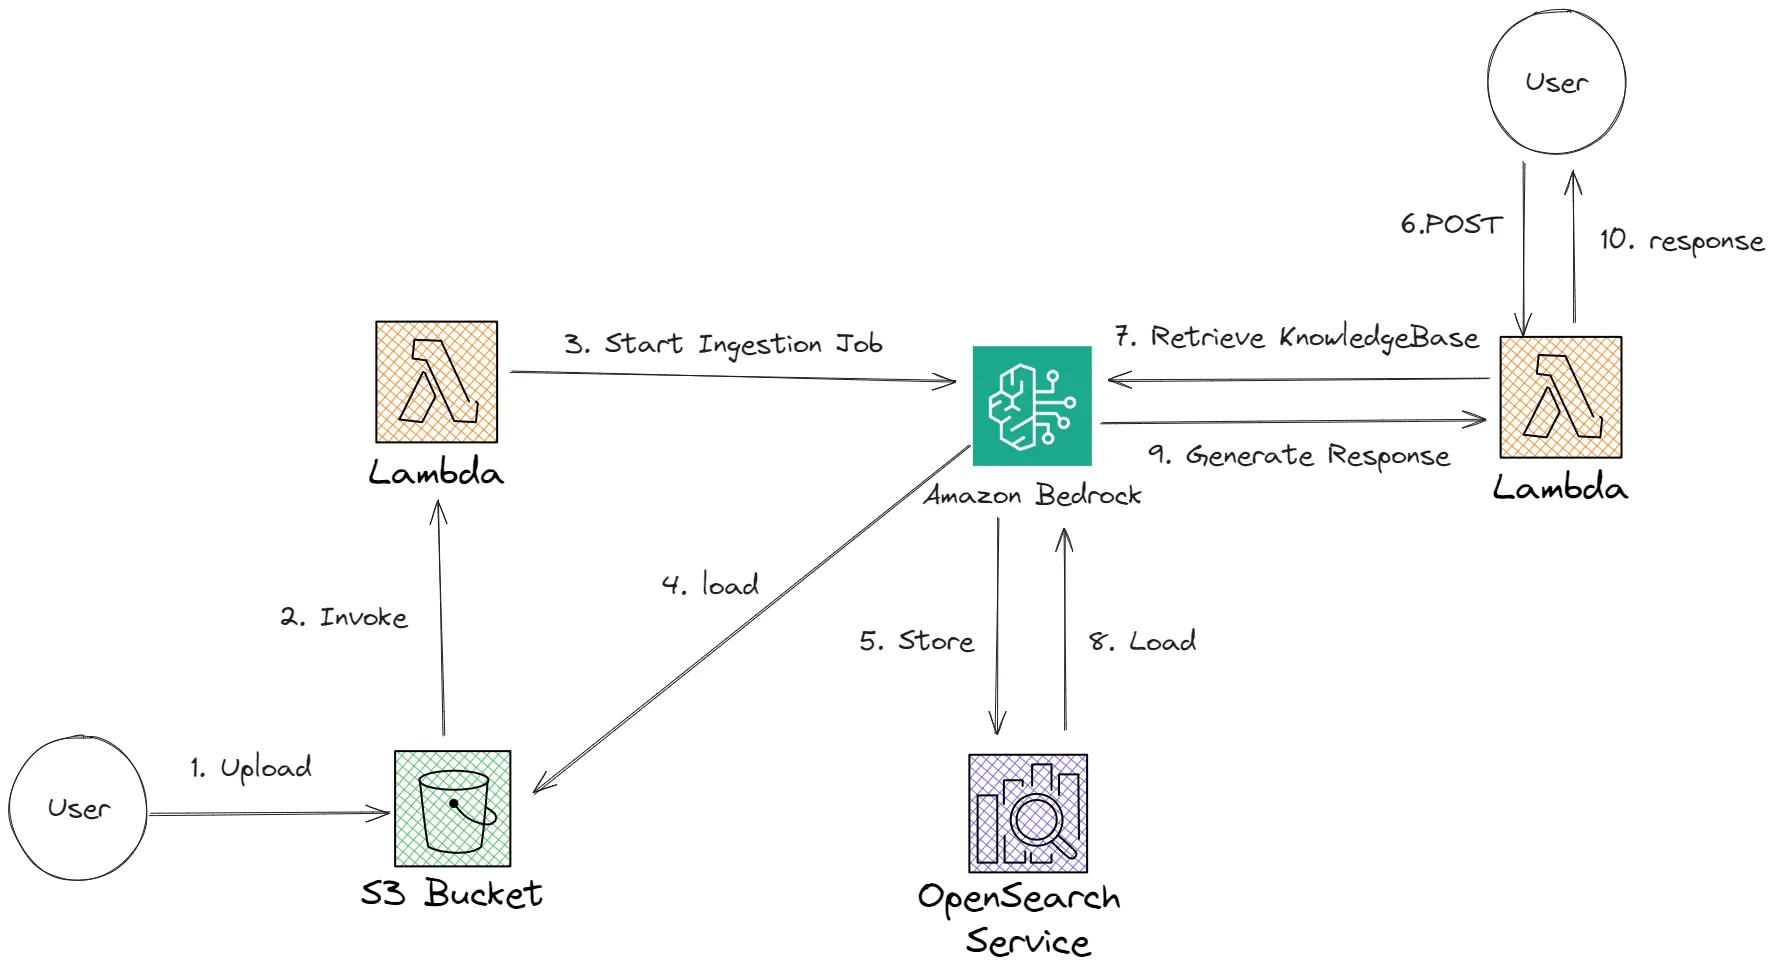 User
6.POST
10. response
3. Start Ingestion Job
7. Retrieve KnowledgeBase
9. Generate Response
Lambda
Amazon Bedrock
Lambda
4. load
2. Invoke
5. Store
8. Load
1. Upload
User
S3 Bucket
OpenSearch
Service